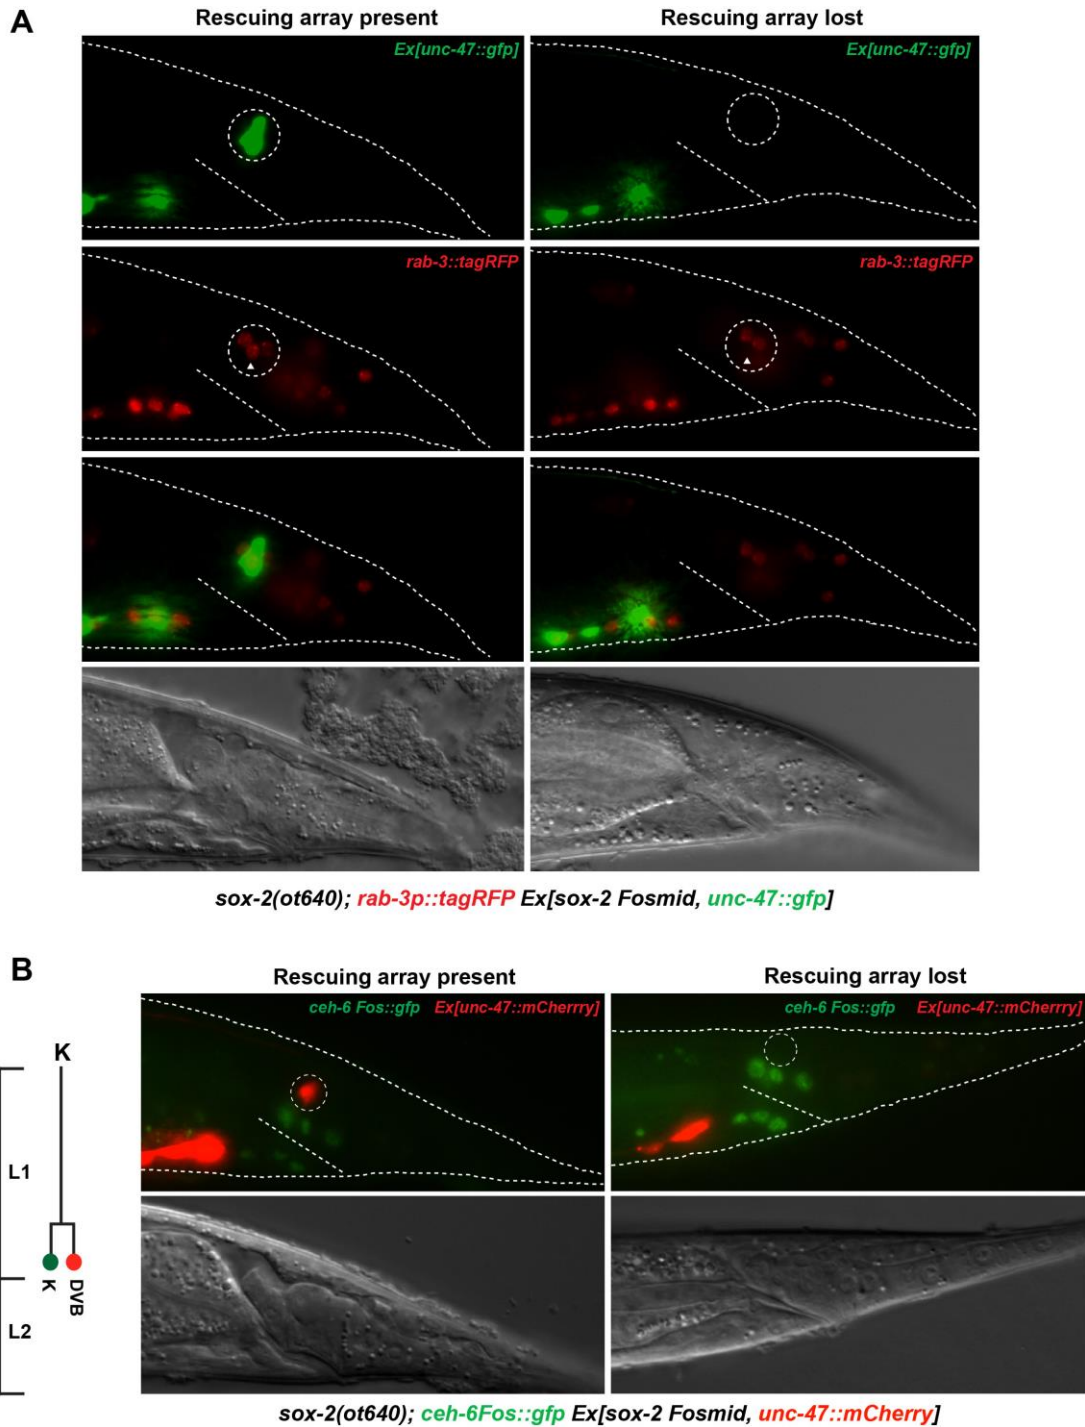 A
Rescuing array present
Rescuing array lost
Ex[unc-47::gfp]
Ex[unc-47::gfp]
rab-3::tagRFP
rab-3::tagRFP
sox-2(ot640); rab-3p::tagRFP Ex[sox-2 Fosmid, unc-47::gfp]
B
Rescuing array present
Rescuing array lost
ceh-6 Fos::gfp Ex[unc-47::mCherrry]
ceh-6 Fos::gfp Ex[unc-47::mCherrry]
K
L1
K
DVB
L2
sox-2(ot640); ceh-6Fos::gfp Ex[sox-2 Fosmid, unc-47::mCherry]